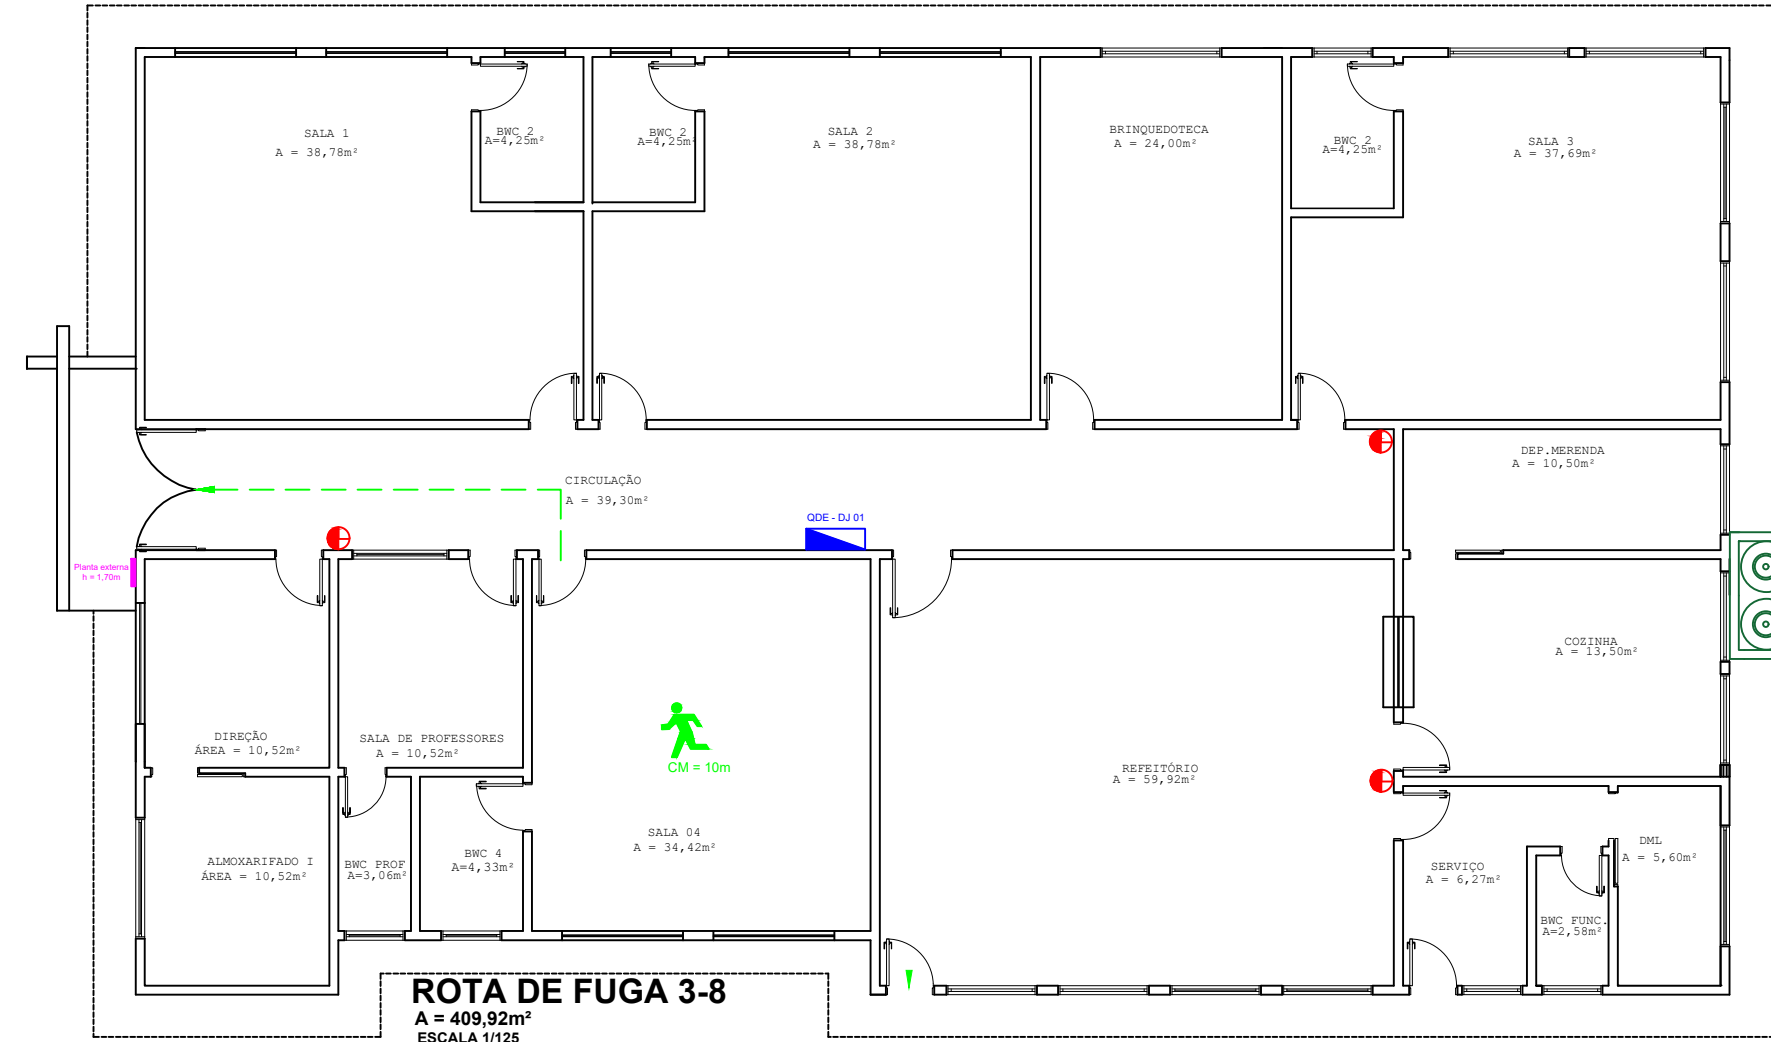 SALA 1
A = 38,78m²
BWC 2
A=4,25m²
BWC 2
A=4,25m²
SALA 2
A = 38,78m²
BRINQUEDOTECA
A = 24,00m²
BWC 2
A=4,25m²
SALA 3
A = 37,69m²
CIRCULAÇÃO
A = 39,30m²
DEP.MERENDA
A = 10,50m²
QDE - DJ 01
Planta externa
h = 1,70m
COZINHA
A = 13,50m²
DIREÇÃO
ÁREA = 10,52m²
SALA DE PROFESSORES
A = 10,52m²
CM = 10m
REFEITÓRIO
A = 59,92m²
ALMOXARIFADO I
ÁREA = 10,52m²
BWC PROF
A=3,06m²
BWC 4
A=4,33m²
SALA 04
A = 34,42m²
SERVIÇO
A = 6,27m²
DML
A = 5,60m²
BWC FUNC.
A=2,58m²
ROTA DE FUGA 3-8
A = 409,92m²
ESCALA 1/125